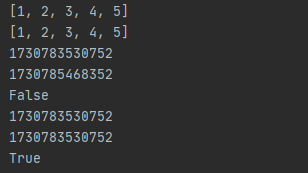 [1, 2, 3, 4, 5]
[1, 2, 3, 4, 5]
1730783530752
1730785468352
False
1730783530752
1730783530752
True